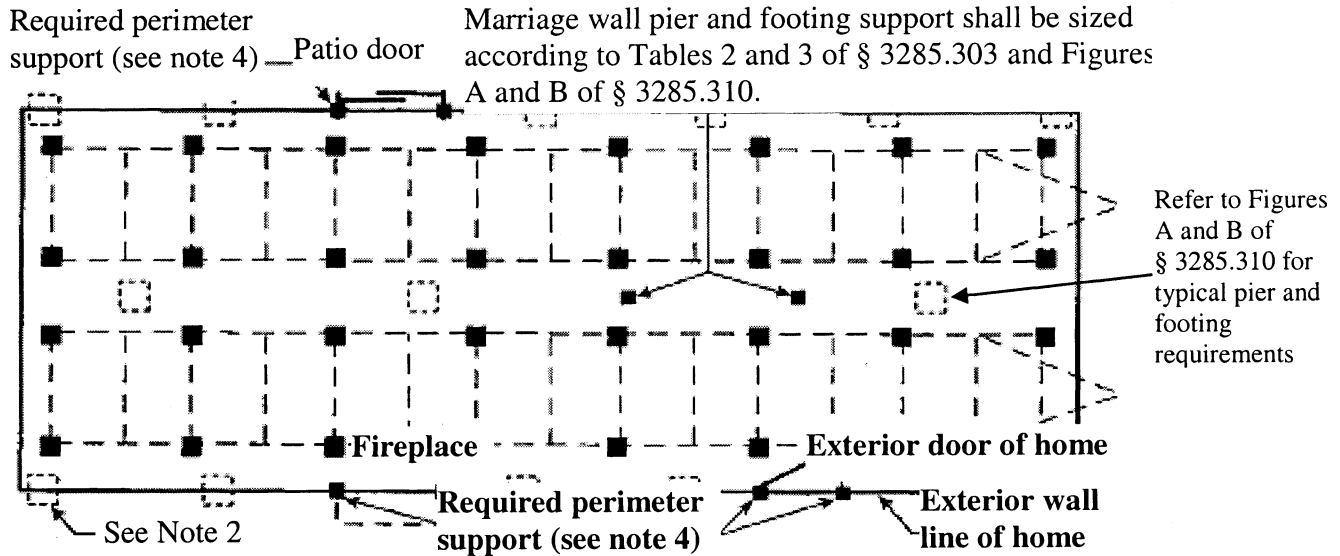 Required perimeter
support (see note 4)
Patio door
Marriage wall pier and footing support shall be sized
according to Tables 2 and 3 of § 3285.303 and Figures
A and B of § 3285.310.
Refer to Figures
A and B of
§ 3285.310 for
typical pier and
footing
requirements
Fireplace
Exterior door of home
Required perimeter
support (see note 4)
Exterior wall
line of home
See Note 2